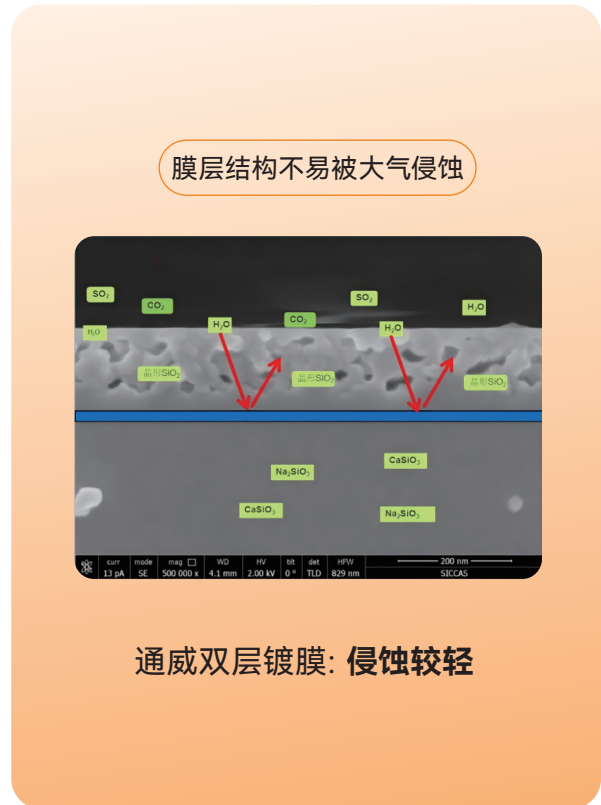 膜层结构不易被大气侵蚀
SO₂
CO₂
H₂O
H₂O
CO₂
SO₂
H₂O
H₂O
晶形SiO₂
晶形SiO₂
晶形SiO₂
Na₂SiO₃
CaSiO₃
CaSiO₃
Na₂SiO₃
curr mode mag WD HV tilt det HFW 200 nm
13 pA SE 500 000 x 4.1 mm 2.00 kV 0 ° TLD 829 nm SICCAS
通威双层镀膜: 侵蚀较轻